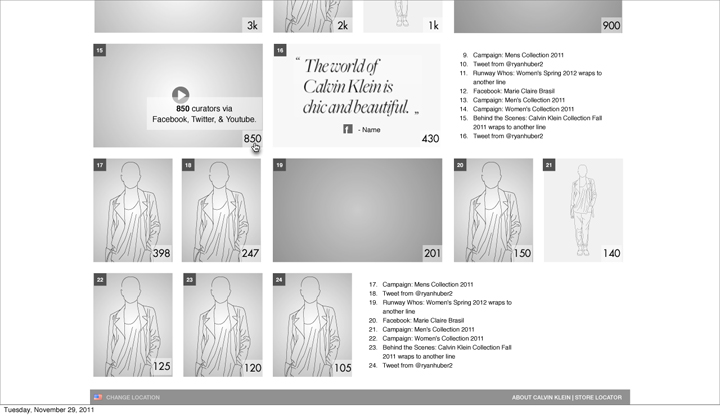 3k
2k
1k
900
15
850 curators via
Facebook, Twitter, & Youtube.
850
16
“ The world of
Calvin Klein is
chic and beautiful. „
- Name
430
9. Campaign: Mens Collection 2011
10. Tweet from @ryanhuber2
11. Runway Whos: Women's Spring 2012 wraps to
another line
12. Facebook: Marie Claire Brasil
13. Campaign: Men's Collection 2011
14. Campaign: Women's Collection 2011
15. Behind the Scenes: Calvin Klein Collection Fall
2011 wraps to another line
16. Tweet from @ryanhuber2
17
398
18
247
19
201
20
150
21
140
22
125
23
120
24
105
17. Campaign: Mens Collection 2011
18. Tweet from @ryanhuber2
19. Runway Whos: Women's Spring 2012 wraps to
another line
20. Facebook: Marie Claire Brasil
21. Campaign: Men's Collection 2011
22. Campaign: Women's Collection 2011
23. Behind the Scenes: Calvin Klein Collection Fall
2011 wraps to another line
24. Tweet from @ryanhuber2
CHANGE LOCATION
ABOUT CALVIN KLEIN | STORE LOCATOR
Tuesday, November 29, 2011